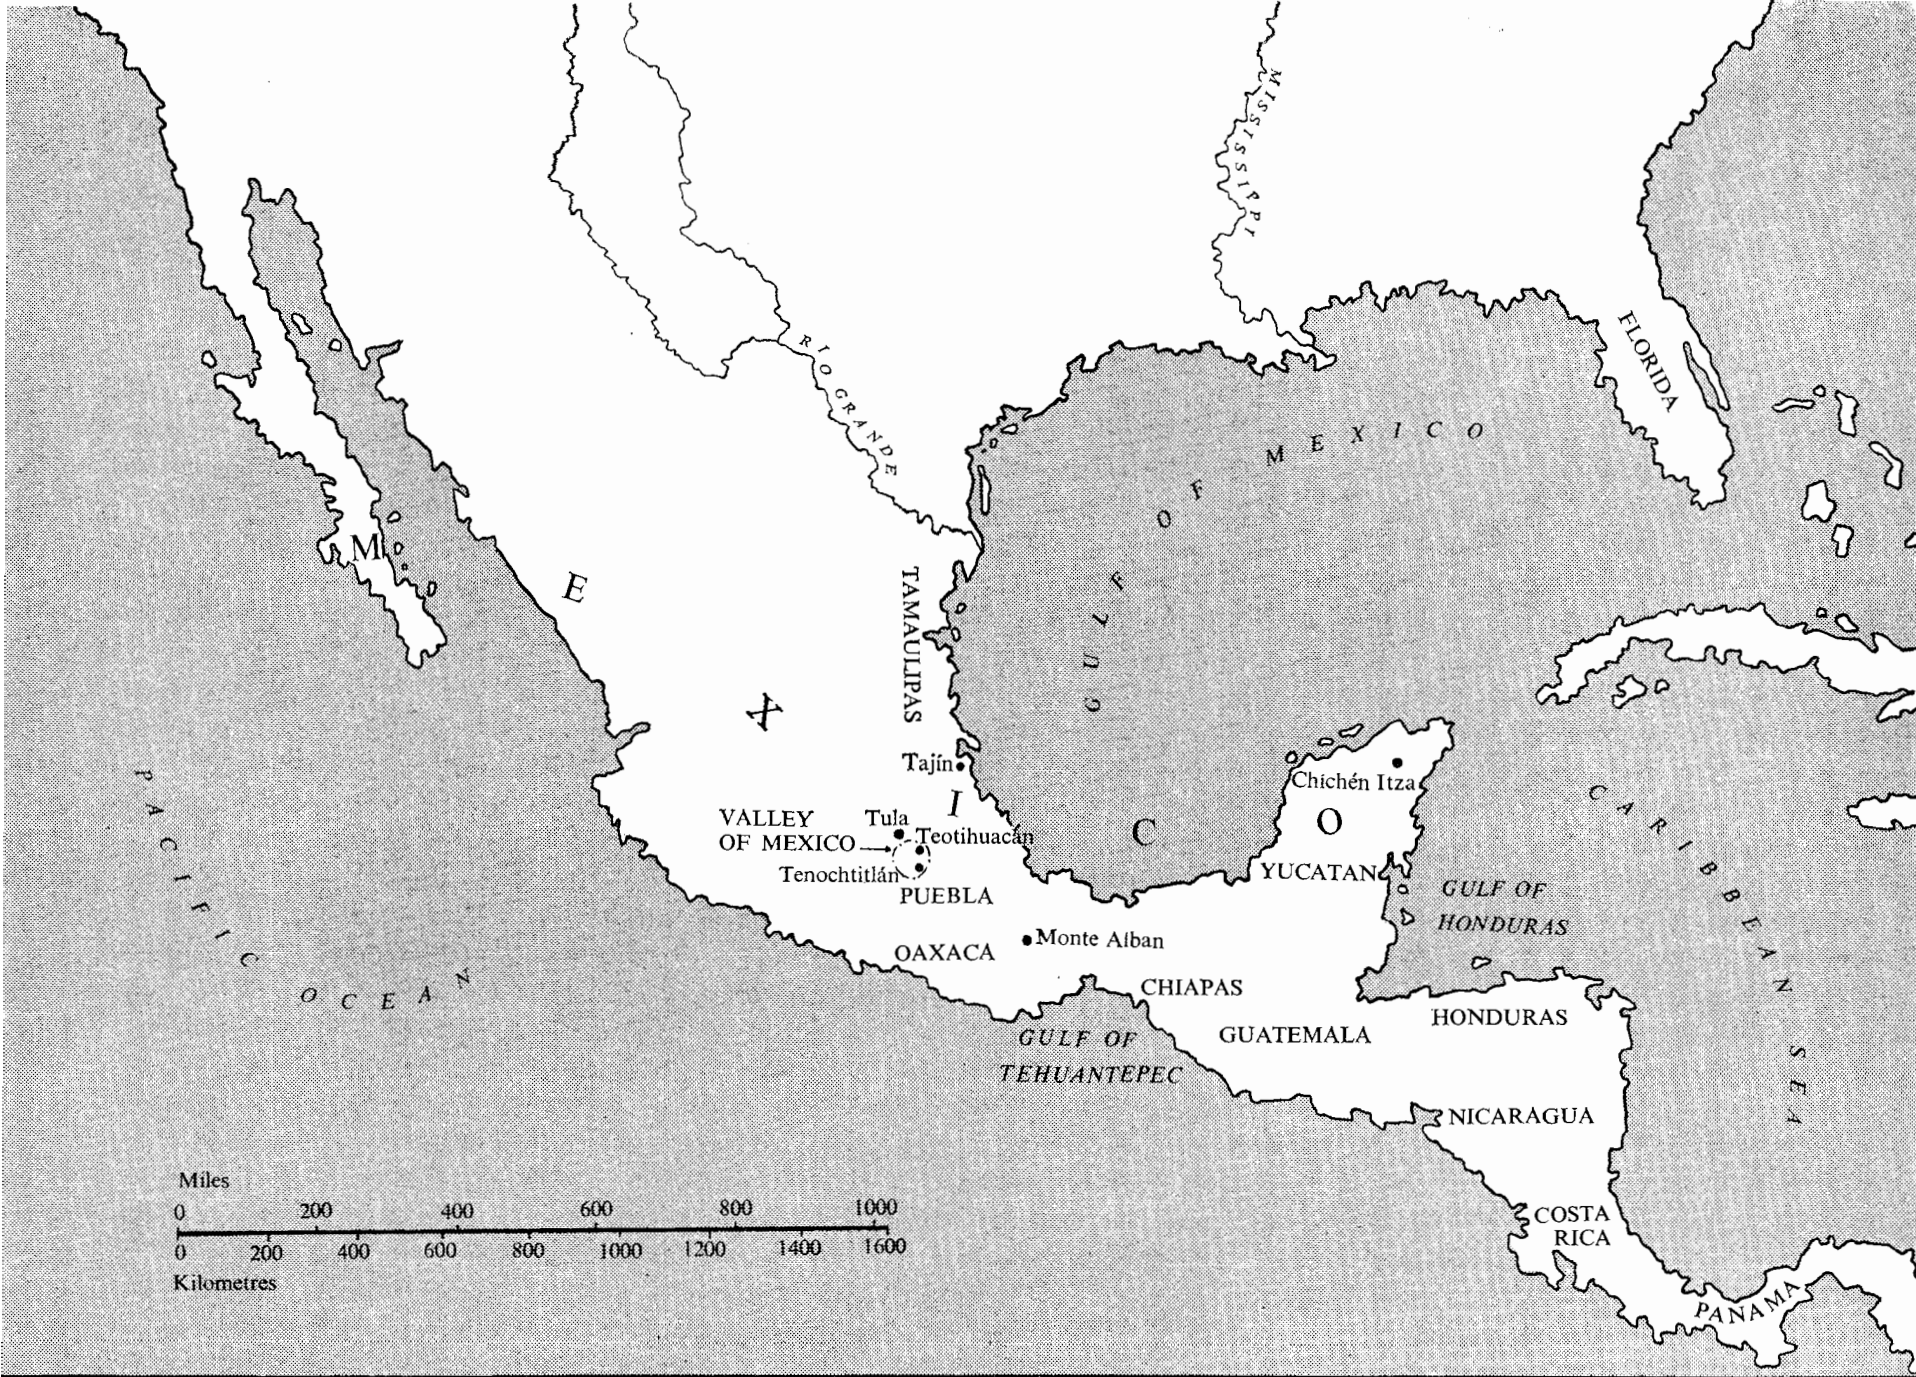 MISSISSIPPI
RIO GRANDE
FLORIDA
GULF OF MEXICO
MEXICO
TAMAULIPAS
Tajín
Chichén Itza
VALLEY
OF MEXICO
Tula
Teotihuacán
Tenochtitlán
PUEBLA
YUCATAN
GULF OF
HONDURAS
CARIBBEAN SEA
PACIFIC OCEAN
OAXACA
Monte Alban
CHIAPAS
GULF OF
TEHUANTEPEC
GUATEMALA
HONDURAS
NICARAGUA
COSTA
RICA
PANAMA
Miles
0 200 400 600 800 1000
0 200 400 600 800 1000 1200 1400 1600
Kilometres